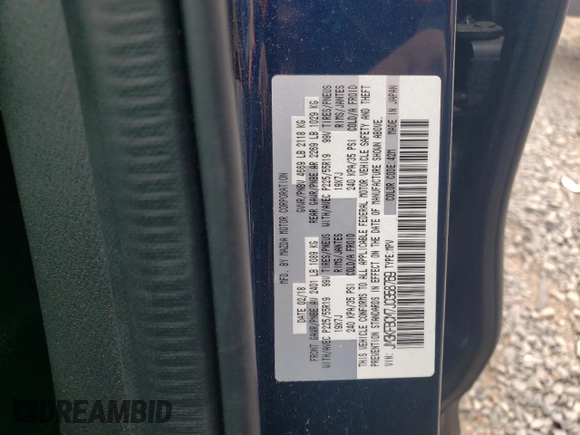 MFD. BY MAZDA MOTOR CORPORATION
DATE 02/18 GVWR/PNBV 4669 LB 2118 KG
FRONT GAWR/PNBE AV 2401 LB 1089 KG REAR GAWR/PNBE AR 2269 LB 1029 KG
WITH/AVEC P225/55R19 99V TIRES/PNEUS WITH/AVEC P225/55R19 99V TIRES/PNEUS
19X7J RIMS/JANTES 19X7J RIMS/JANTES
240 KPA/35 PSI COLD/A FROID 240 KPA/35 PSI COLD/A FROID
THIS VEHICLE CONFORMS TO ALL APPLICABLE FEDERAL MOTOR VEHICLE SAFETY AND THEFT
PREVENTION STANDARDS IN EFFECT ON THE DATE OF MANUFACTURE SHOWN ABOVE.
VIN: TYPE:MPV COLOR CODE:42M MADE IN JAPAN
DREAMBID